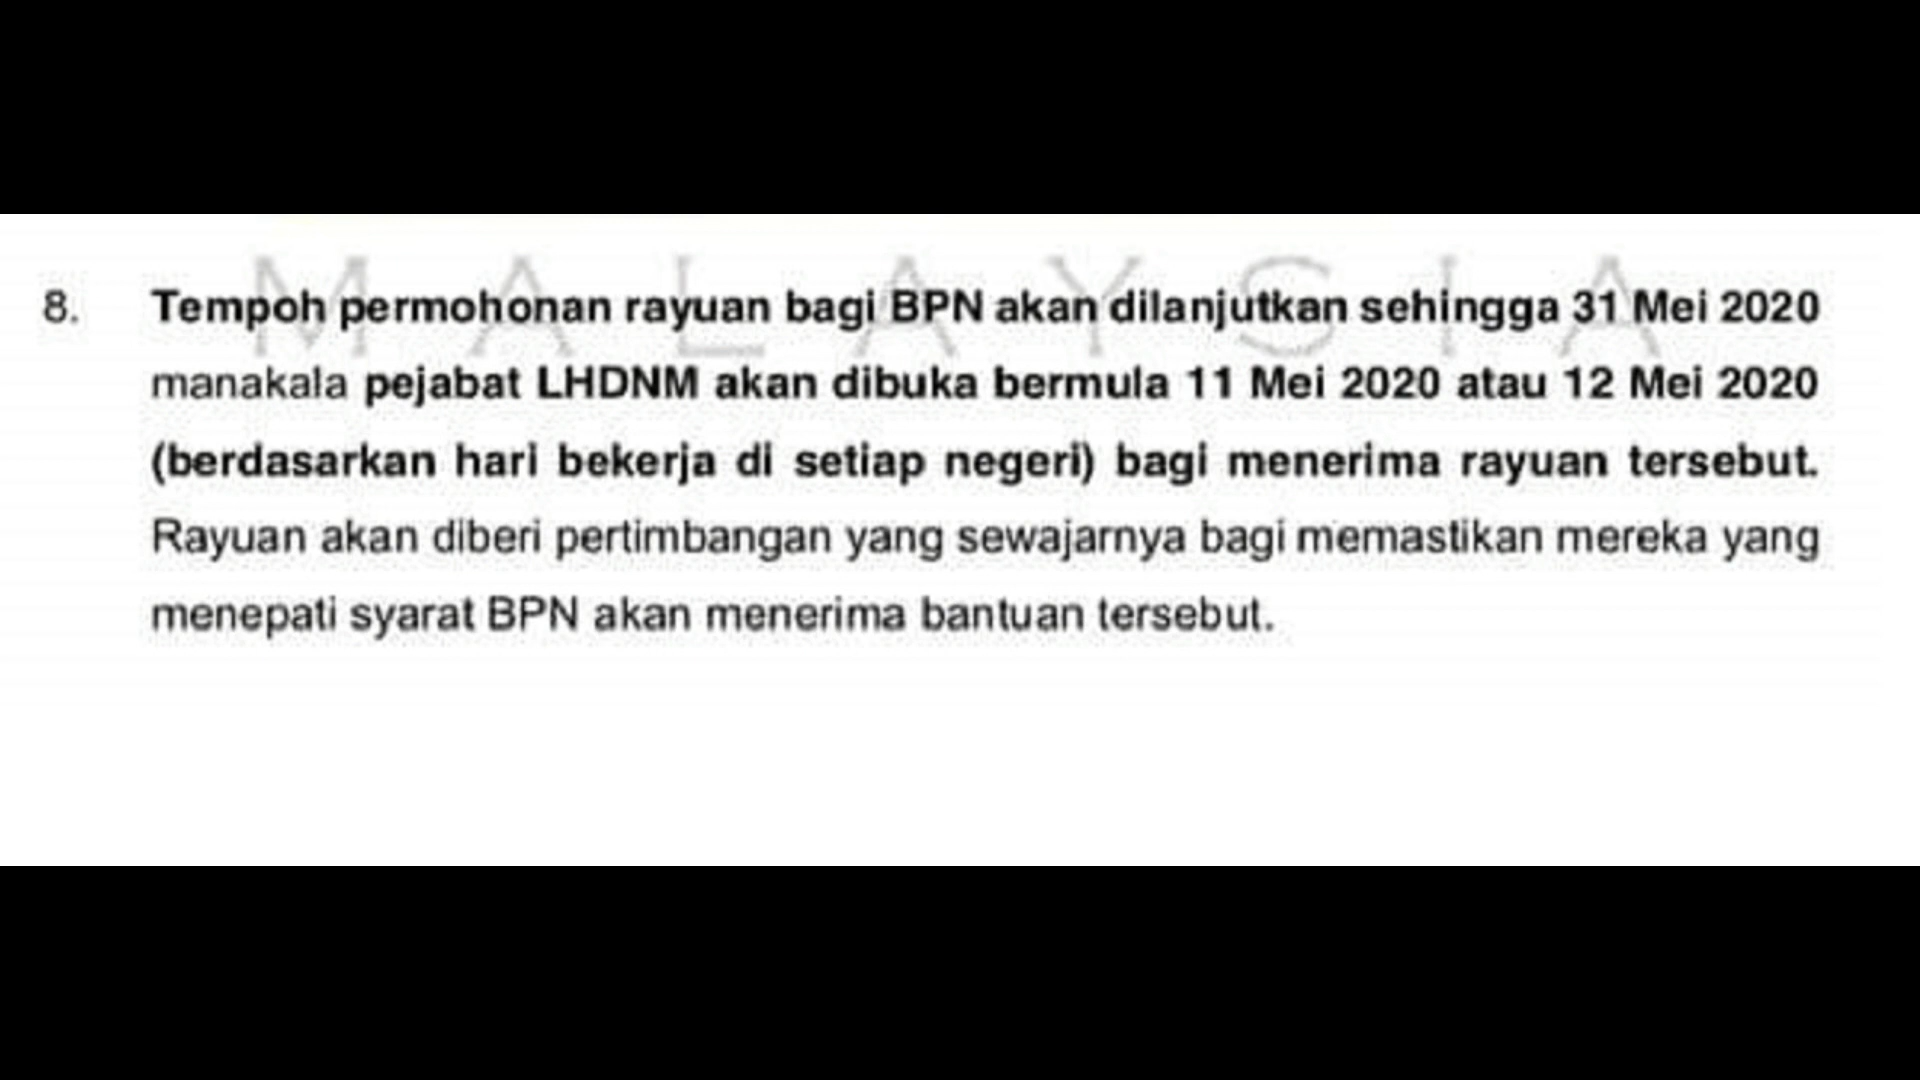 MALAYSIA
8. Tempoh permohonan rayuan bagi BPN akan dilanjutkan sehingga 31 Mei 2020
manakala pejabat LHDNM akan dibuka bermula 11 Mei 2020 atau 12 Mei 2020
(berdasarkan hari bekerja di setiap negeri) bagi menerima rayuan tersebut.
Rayuan akan diberi pertimbangan yang sewajarnya bagi memastikan mereka yang
menepati syarat BPN akan menerima bantuan tersebut.